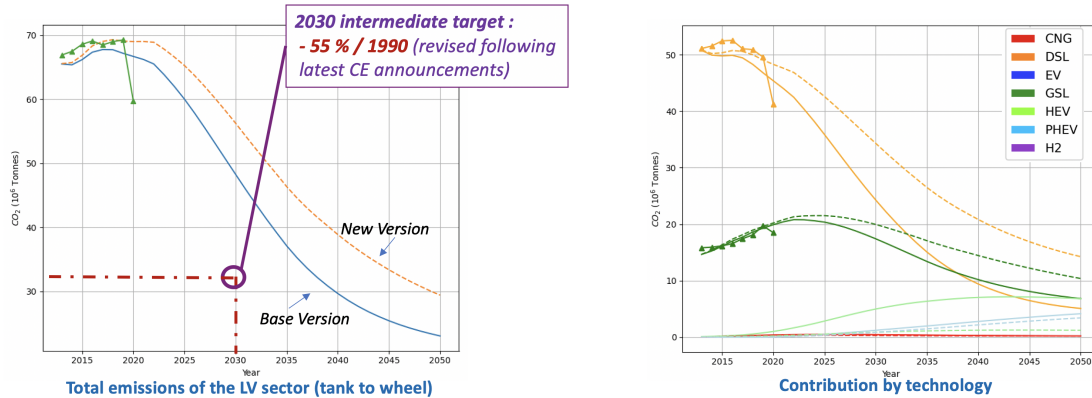 2030 intermediate target :
- 55 % / 1990 (revised following
latest CE announcements)
70
60
50
40
30
CO2 (10^6 Tonnes)
New Version
Base Version
2015 2020 2025 2030 2035 2040 2045 2050
Year
Total emissions of the LV sector (tank to wheel)
50
40
30
20
10
0
CO2 (10^6 Tonnes)
CNG
DSL
EV
GSL
HEV
PHEV
H2
2015 2020 2025 2030 2035 2040 2045 2050
Year
Contribution by technology